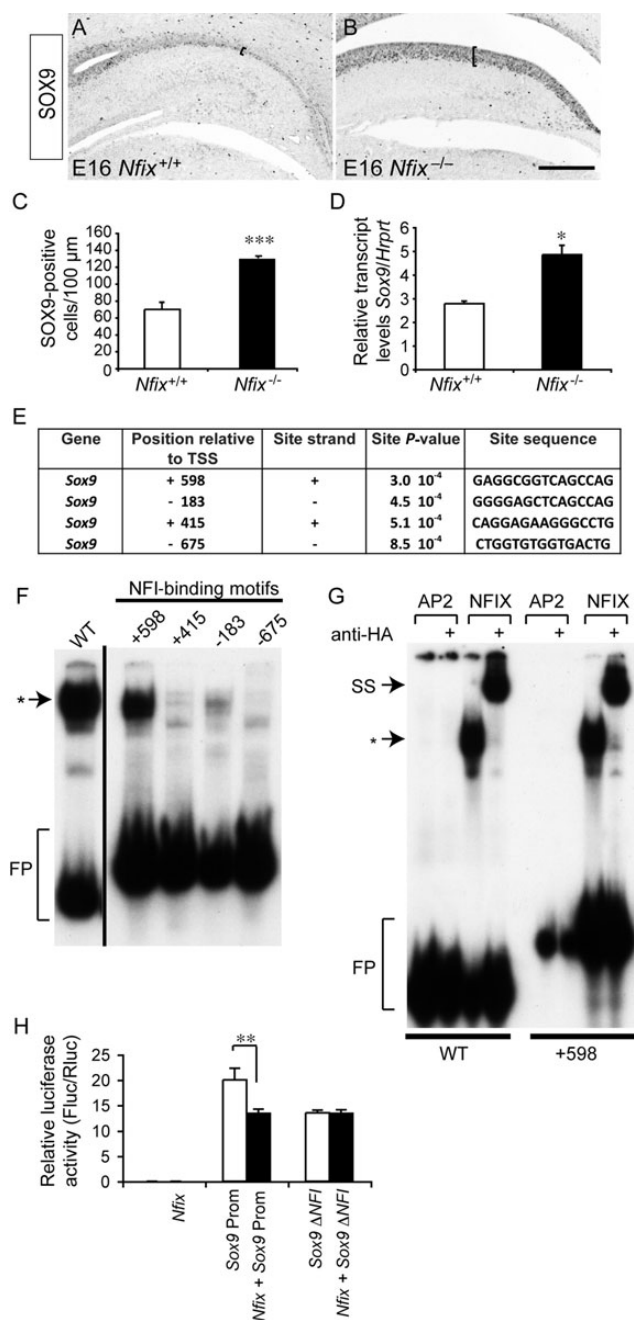 A
B
SOX9
E16 Nfix+/+
E16 Nfix–/–
C
D
SOX9-positive
cells/100 µm
160
140
120
100
80
60
40
20
0
***
Nfix+/+
Nfix-/-
Relative transcript
levels Sox9/Hrprt
6
5
4
3
2
1
0
*
Nfix+/+
Nfix-/-
E
Gene Position relative to TSS Site strand Site P-value Site sequence
Sox9 + 598 + 3.0 10-4 GAGGCGGTCAGCCAG
Sox9 - 183 - 4.5 10-4 GGGGAGCTCAGCCAG
Sox9 + 415 + 5.1 10-4 CAGGAGAAGGGCCTG
Sox9 - 675 - 8.5 10-4 CTGGTGTGGTGACTG
F
NFI-binding motifs
WT +598 +415 -183 -675
*
FP
G
AP2 NFIX AP2 NFIX
anti-HA + + + +
SS
*
FP
WT +598
H
Relative luciferase
activity (Fluc/Rluc)
25
20
15
10
5
0
**
Nfix
Sox9 Prom
Nfix + Sox9 Prom
Sox9 ΔNFI
Nfix + Sox9 ΔNFI